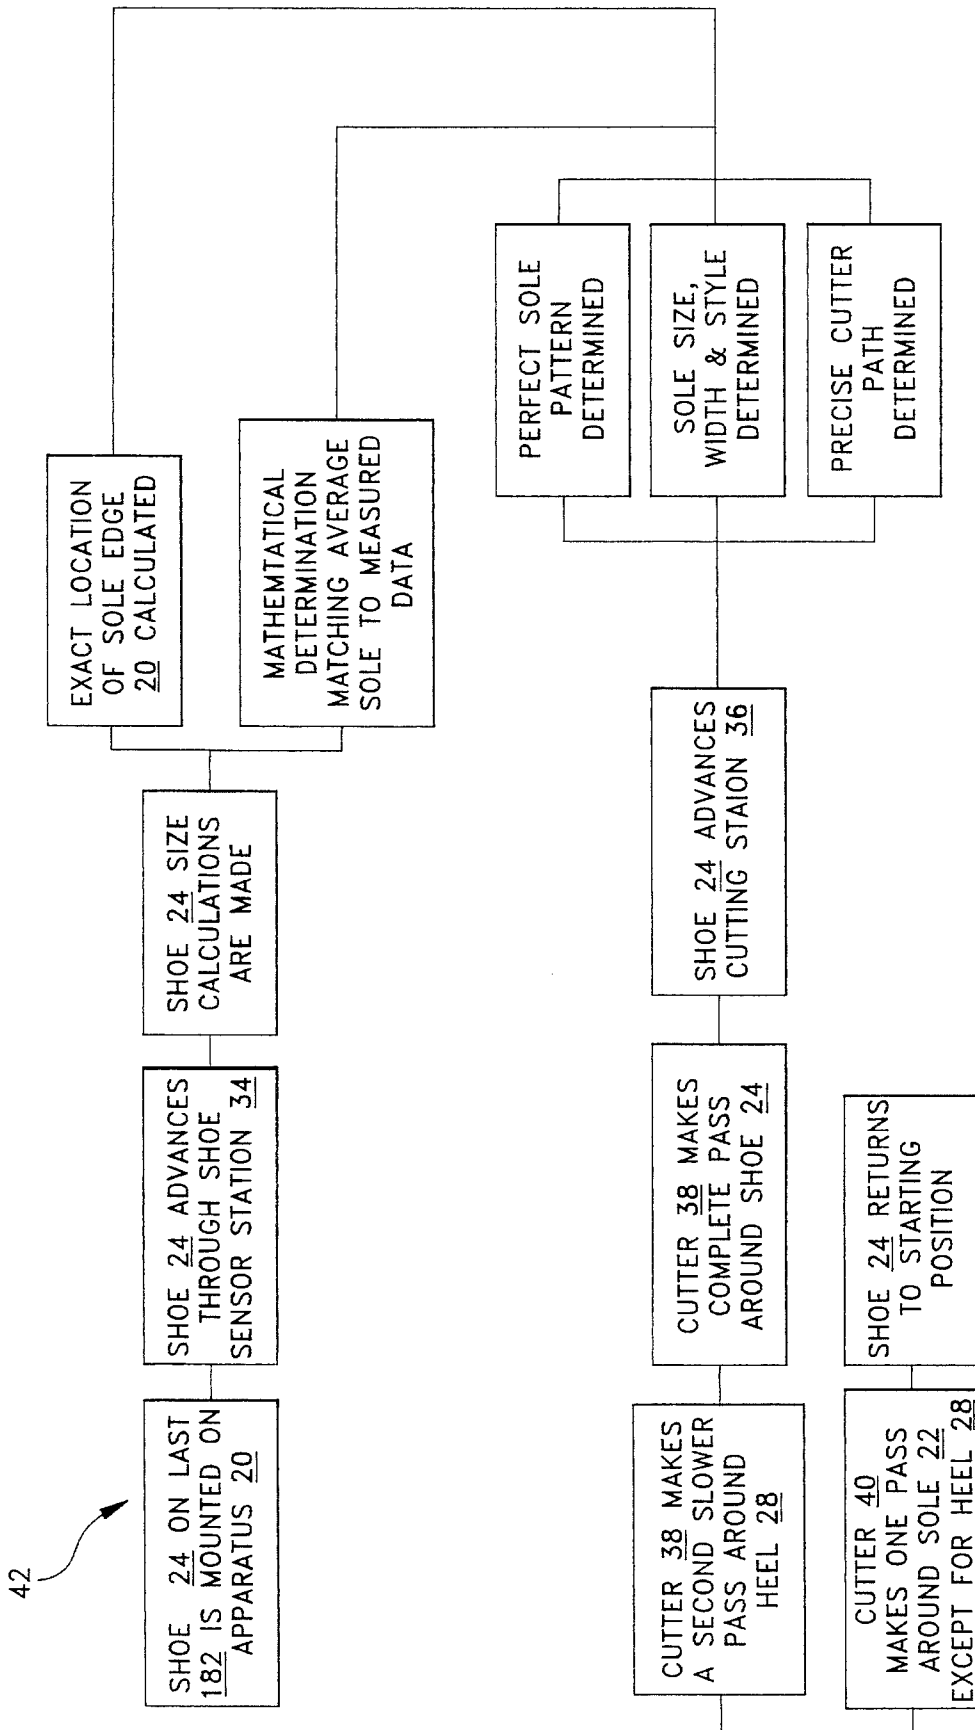 42
SHOE 24 ON LAST
182 IS MOUNTED ON
APPARATUS 20
SHOE 24 ADVANCES
THROUGH SHOE
SENSOR STATION 34
SHOE 24 SIZE
CALCULATIONS
ARE MADE
EXACT LOCATION
OF SOLE EDGE
20 CALCULATED
MATHEMTATICAL
DETERMINATION
MATCHING AVERAGE
SOLE TO MEASURED
DATA
PERFECT SOLE
PATTERN
DETERMINED
SOLE SIZE,
WIDTH & STYLE
DETERMINED
PRECISE CUTTER
PATH
DETERMINED
SHOE 24 ADVANCES
CUTTING STAION 36
CUTTER 38 MAKES
COMPLETE PASS
AROUND SHOE 24
CUTTER 38 MAKES
A SECOND SLOWER
PASS AROUND
HEEL 28
CUTTER 40
MAKES ONE PASS
AROUND SOLE 22
EXCEPT FOR HEEL 28
SHOE 24 RETURNS
TO STARTING
POSITION